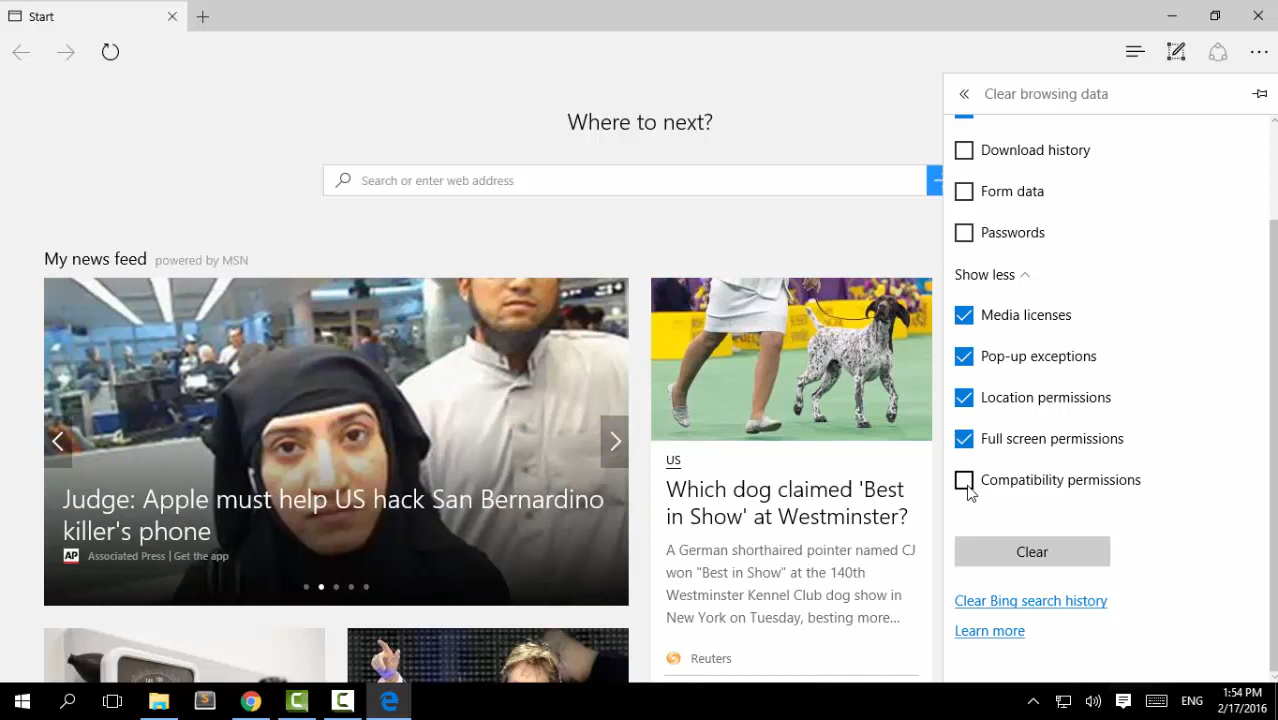 Start
Clear browsing data
Where to next?
Download history
Search or enter web address
Form data
Passwords
My news feed powered by MSN
Show less
Media licenses
Pop-up exceptions
Location permissions
Full screen permissions
Compatibility permissions
Clear
Clear Bing search history
Learn more
Judge: Apple must help US hack San Bernardino
killer's phone
AP Associated Press | Get the app
US
Which dog claimed 'Best
in Show' at Westminster?
A German shorthaired pointer named CJ
won "Best in Show" at the 140th
Westminster Kennel Club dog show in
New York on Tuesday, besting more...
Reuters
ENG
1:54 PM
2/17/2016